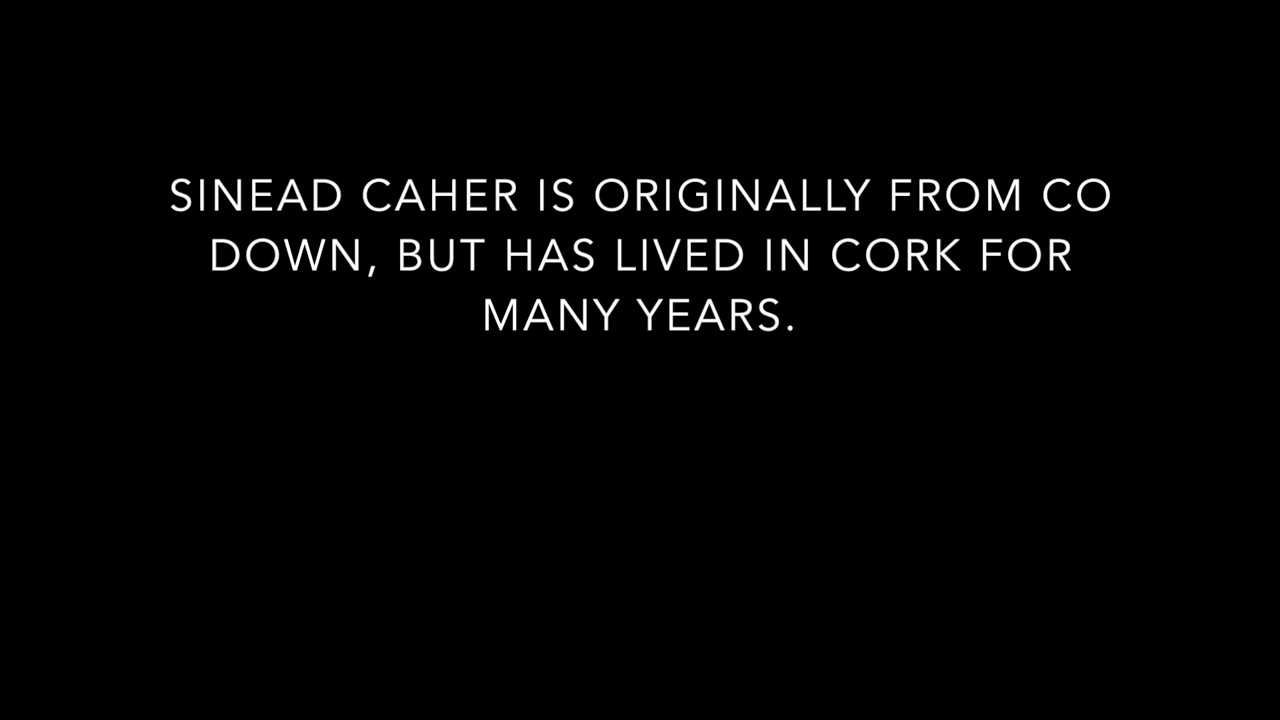 SINEAD CAHER IS ORIGINALLY FROM CO
DOWN, BUT HAS LIVED IN CORK FOR
MANY YEARS.